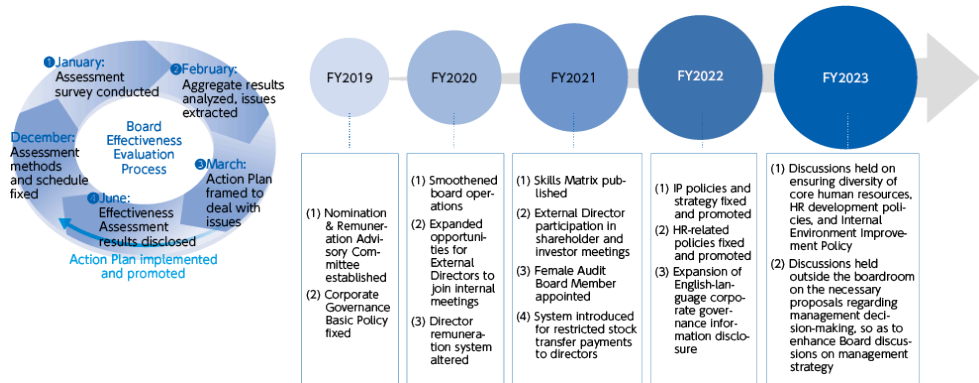 ❶January:
Assessment
survey conducted
❷February:
Aggregate results
analyzed, issues
extracted
❸March:
Action Plan
framed to
deal with
issues
❹June:
Effectiveness
Assessment
results disclosed
December:
Assessment
methods
and schedule
fixed
Board
Effectiveness
Evaluation
Process
Action Plan implemented
and promoted
FY2019
(1) Nomination
& Remuner-
ation Advi-
sory Com-
mittee
established
(2) Corporate
Governance
Basic Policy
fixed
FY2020
(1) Smoothened
board oper-
ations
(2) Expanded
opportuni-
ties for
External
Directors to
join internal
meetings
(3) Director
remunera-
tion system
altered
FY2021
(1) Skills Matrix pub-
lished
(2) External Director
participation in
shareholder and
investor meetings
(3) Female Audit
Board Member
appointed
(4) System introduced
for restricted stock
transfer payments
to directors
FY2022
(1) IP policies and
strategy fixed and
promoted
(2) HR-related
policies fixed
and promoted
(3) Expansion of
English-lan-
guage corpo-
rate gover-
nance infor-
mation disclo-
sure
FY2023
(1) Discussions held on
ensuring diversity of
core human resources,
HR development poli-
cies, and Internal
Environment Improve-
ment Policy
(2) Discussions held
outside the boardroom
on the necessary
proposals regarding
management deci-
sion-making, so as to
enhance Board discus-
sions on management
strategy